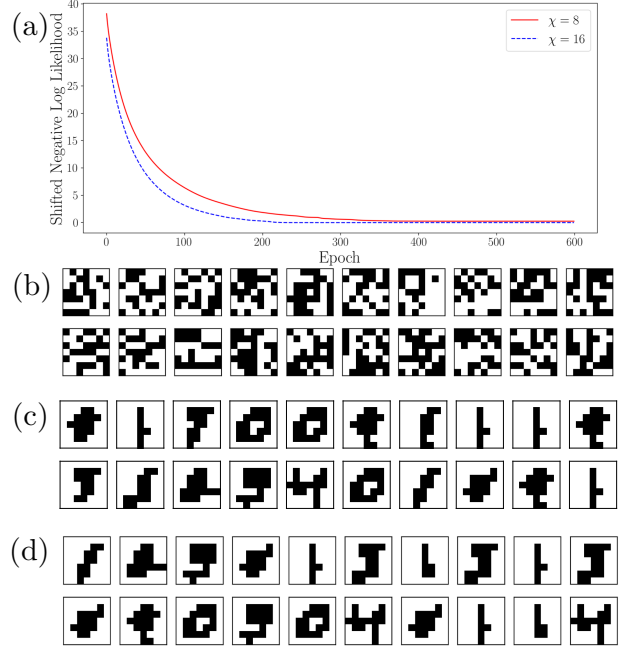 (a)
Shifted Negative Log Likelihood
40
35
30
25
20
15
10
5
0
χ = 8
χ = 16
0 100 200 300 400 500 600
Epoch
(b)
(c)
(d)